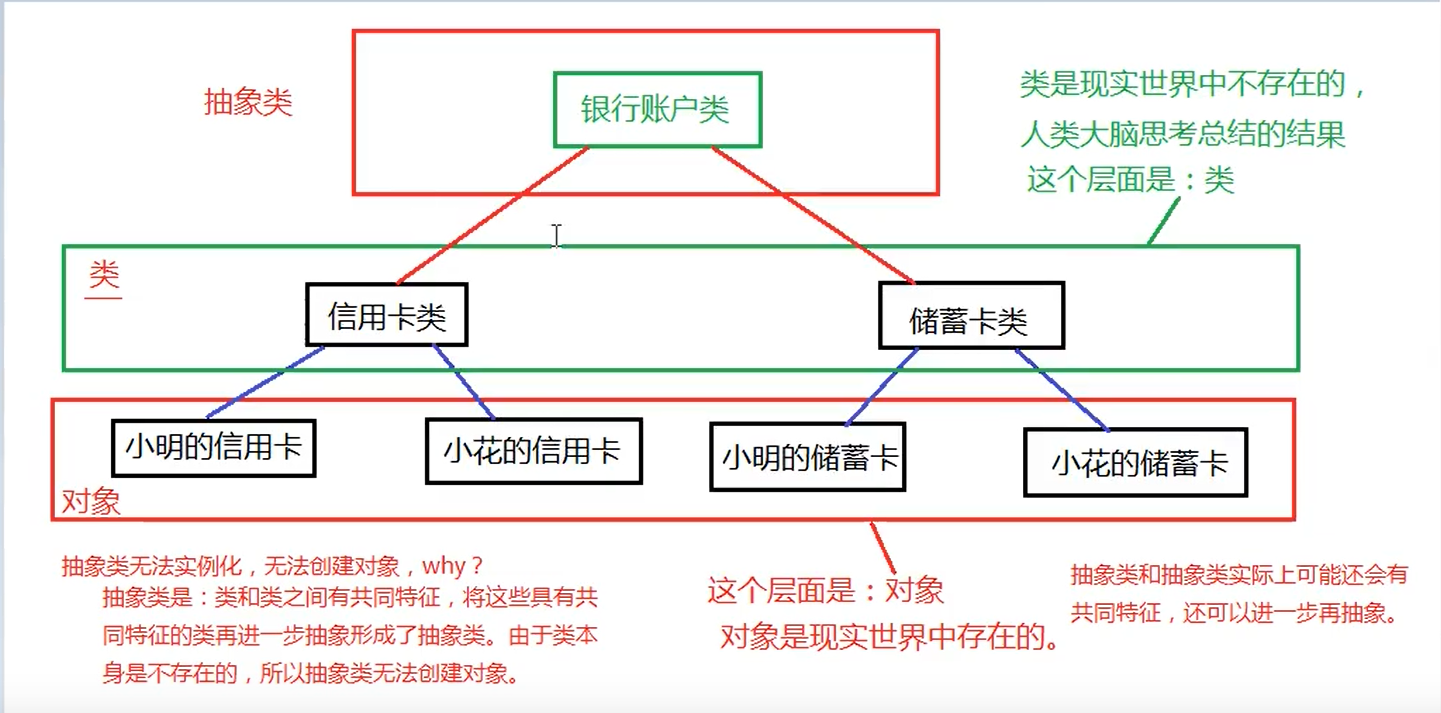 抽象类
银行账户类
类是现实世界中不存在的，
人类大脑思考总结的结果
这个层面是：类
类
信用卡类
储蓄卡类
小明的信用卡
小花的信用卡
小明的储蓄卡
小花的储蓄卡
对象
抽象类无法实例化，无法创建对象，why？
抽象类是：类和类之间有共同特征，将这些具有共
同特征的类再进一步抽象形成了抽象类。由于类本
身是不存在的，所以抽象类无法创建对象。
这个层面是：对象
对象是现实世界中存在的。
抽象类和抽象类实际上可能还会有
共同特征，还可以进一步再抽象。